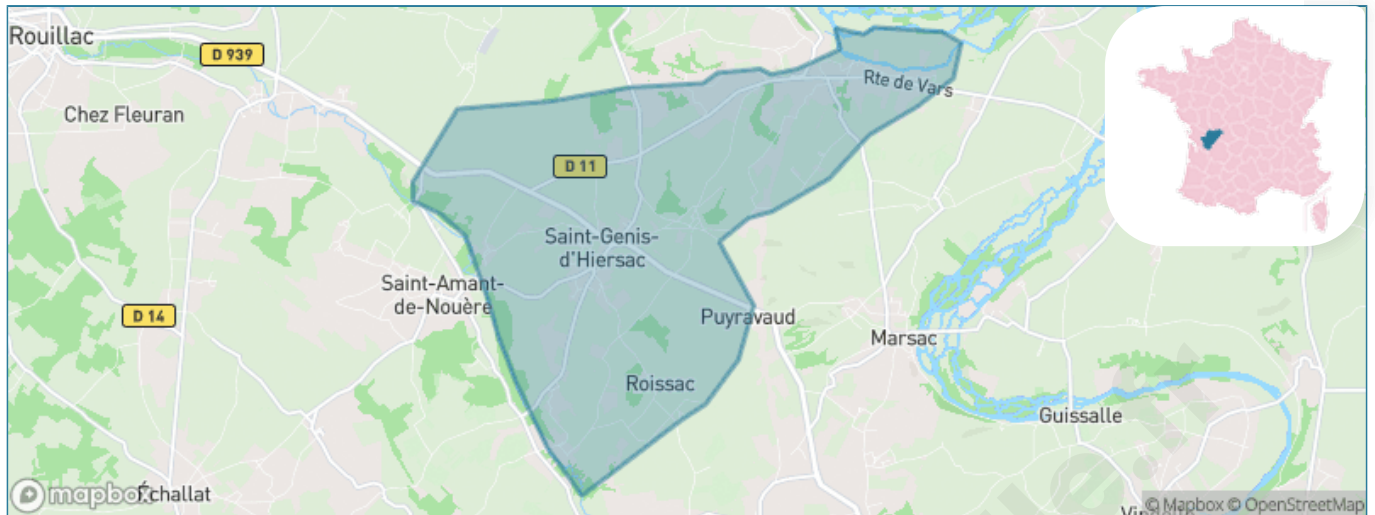 Rouillac
D 939
Chez Fleuran
Rte de Vars
D 11
Saint-Genis-
d'Hiersac
Saint-Amant-
de-Nouère
D 14
Puyravaud
Marsac
Roissac
Guissalle
mapbox
Échallat
© Mapbox © OpenStreetMap